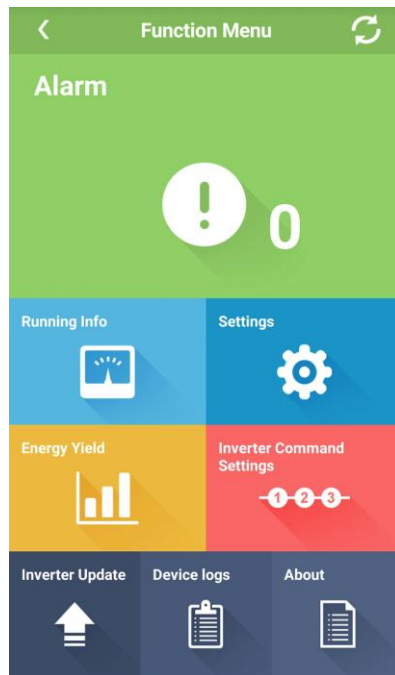 Function Menu
Alarm
0
Running Info
Settings
Energy Yield
Inverter Command
Settings
1 2 3
Inverter Update
Device logs
About